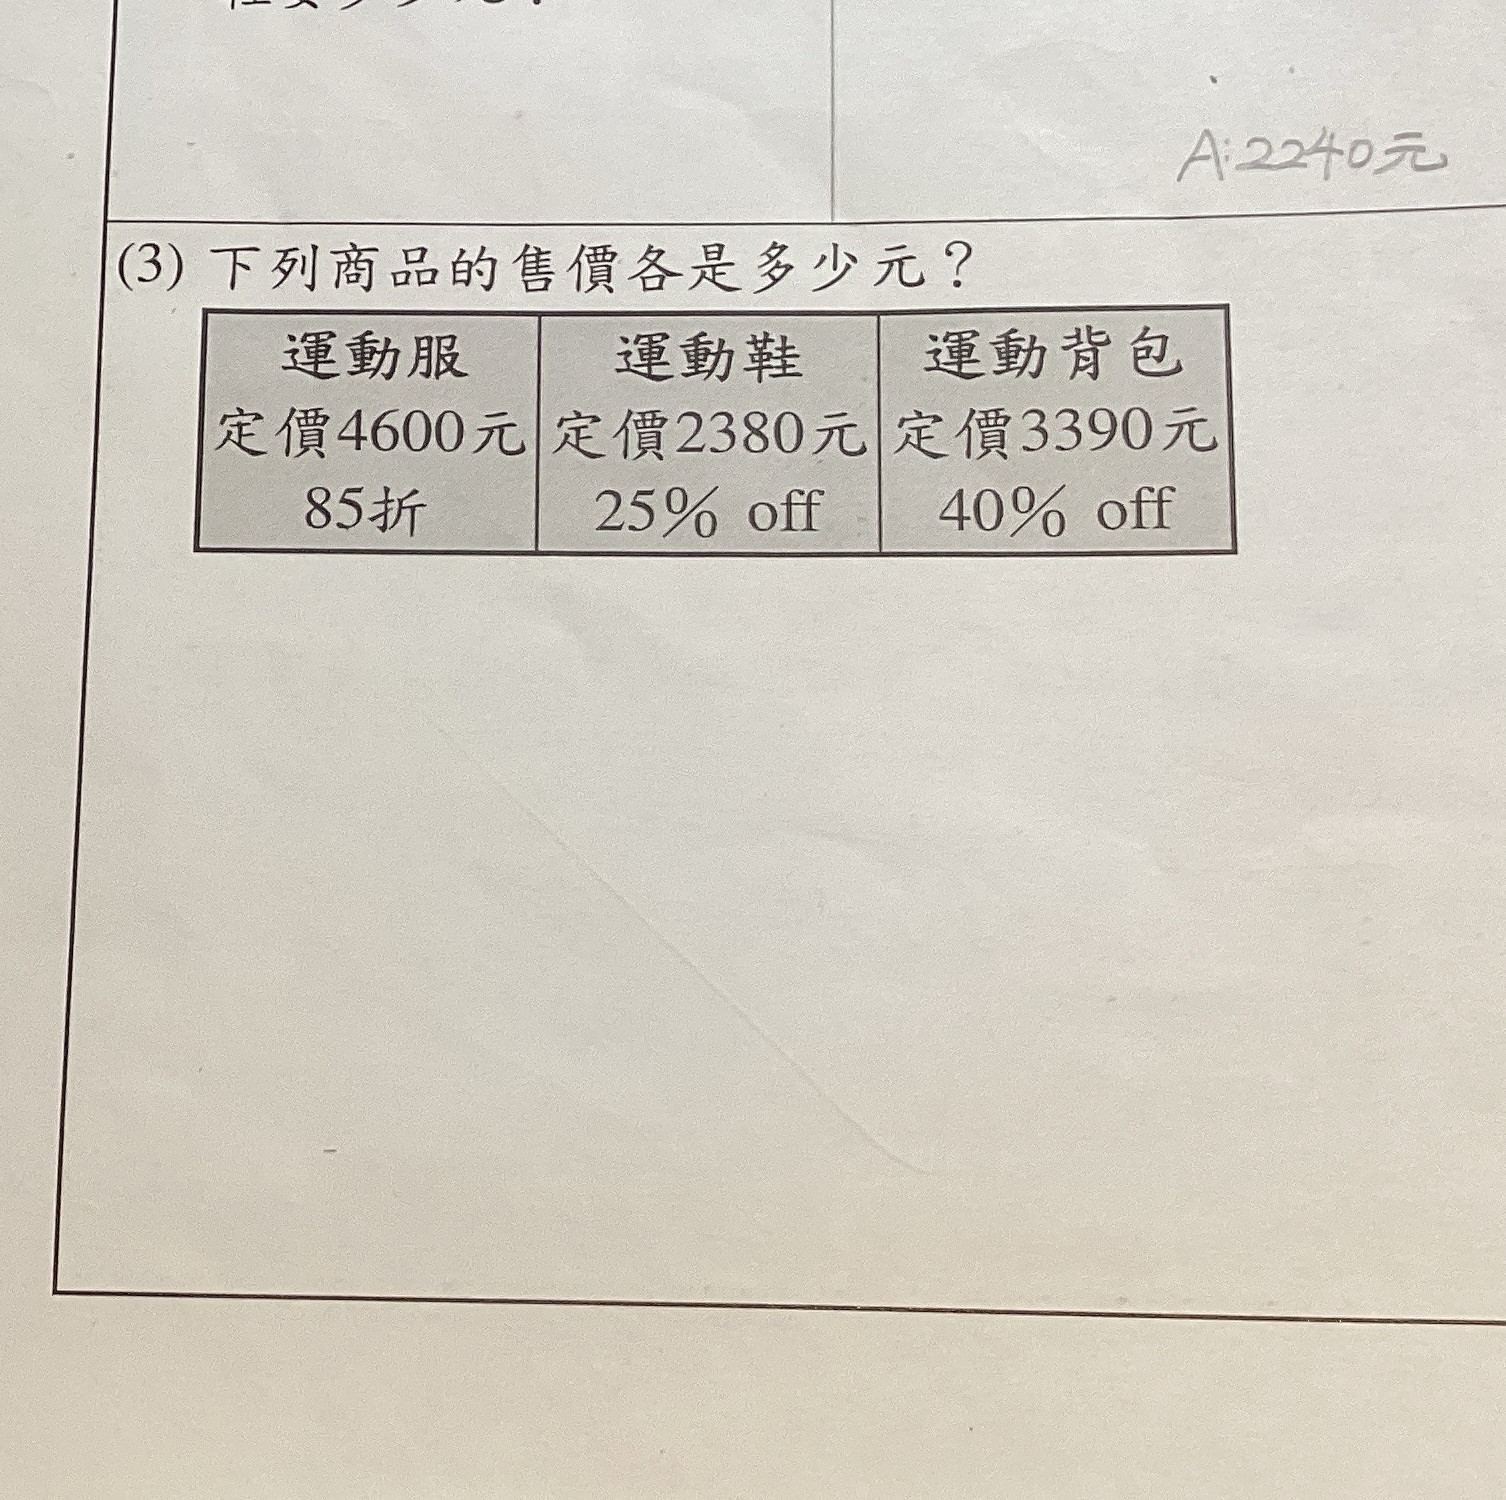 A:2240元
(3) 下列商品的售價各是多少元？
運動服 運動鞋 運動背包
定價4600元 定價2380元 定價3390元
85折 25% off 40% off